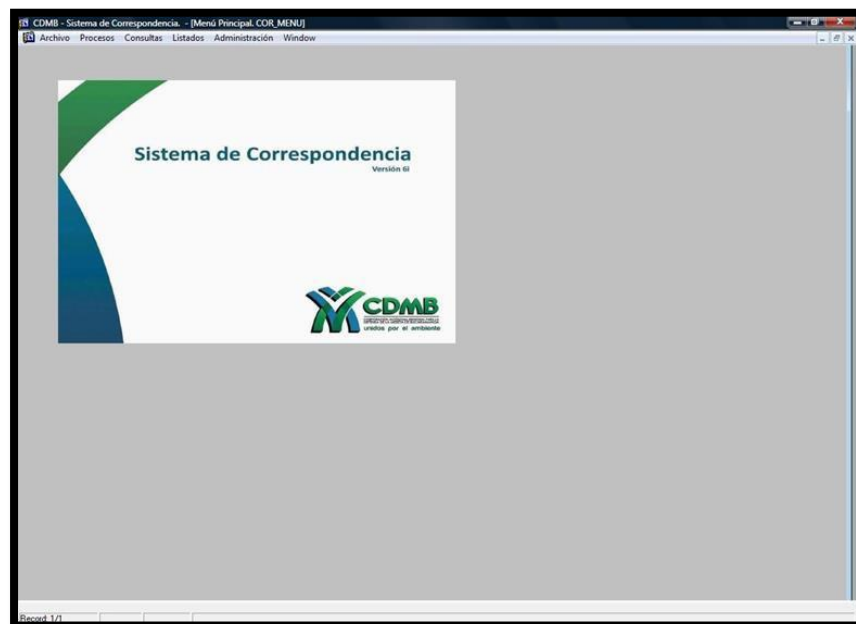 CDMB - Sistema de Correspondencia. - [Menú Principal. COR_MENU]
Archivo Procesos Consultas Listados Administración Window
Sistema de Correspondencia
Versión 6i
CDMB
unidos por el ambiente
Record: 1/1